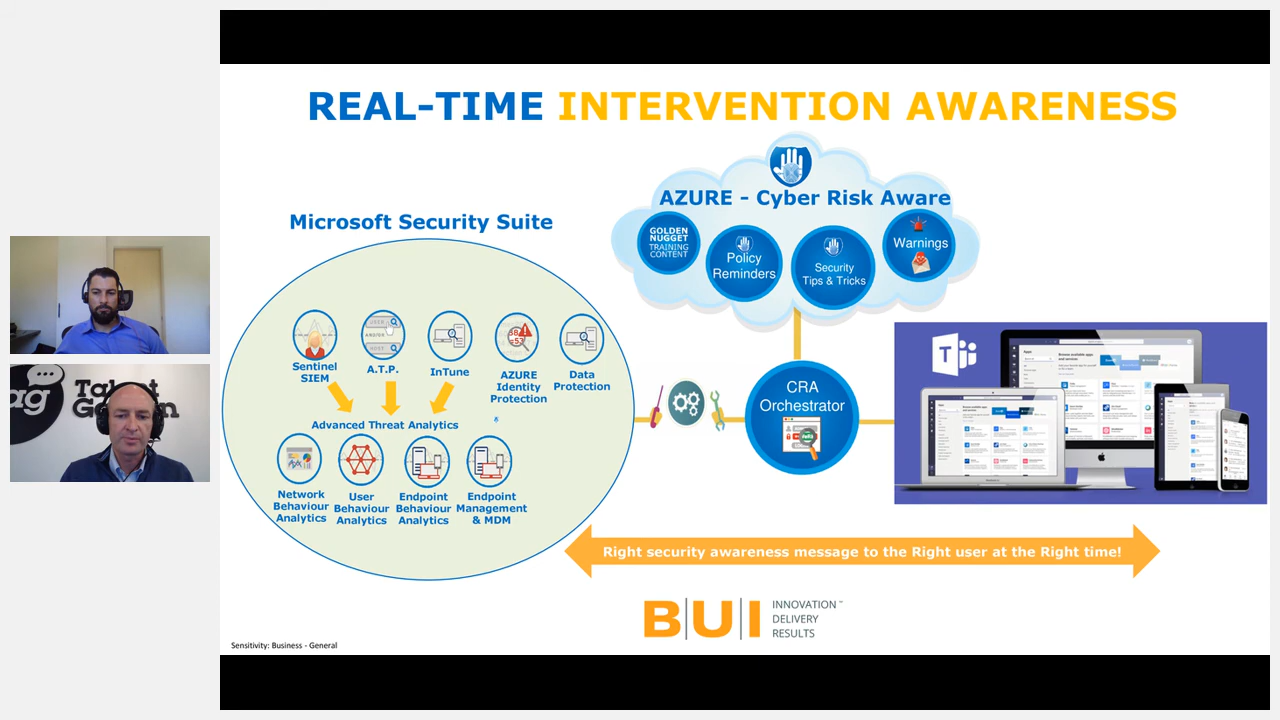 REAL-TIME INTERVENTION AWARENESS
AZURE - Cyber Risk Aware
GOLDEN
NUGGET
TRAINING
CONTENT
Policy
Reminders
Security
Tips & Tricks
Warnings
Microsoft Security Suite
Sentinel
SIEM
A.T.P.
InTune
AZURE
Identity
Protection
Data
Protection
Advanced Threat Analytics
Network
Behaviour
Analytics
User
Behaviour
Analytics
Endpoint
Behaviour
Analytics
Endpoint
Management
& MDM
CRA
Orchestrator
Right security awareness message to the Right user at the Right time!
B|U|I
INNOVATION™
DELIVERY
RESULTS
Sensitivity: Business - General
ag